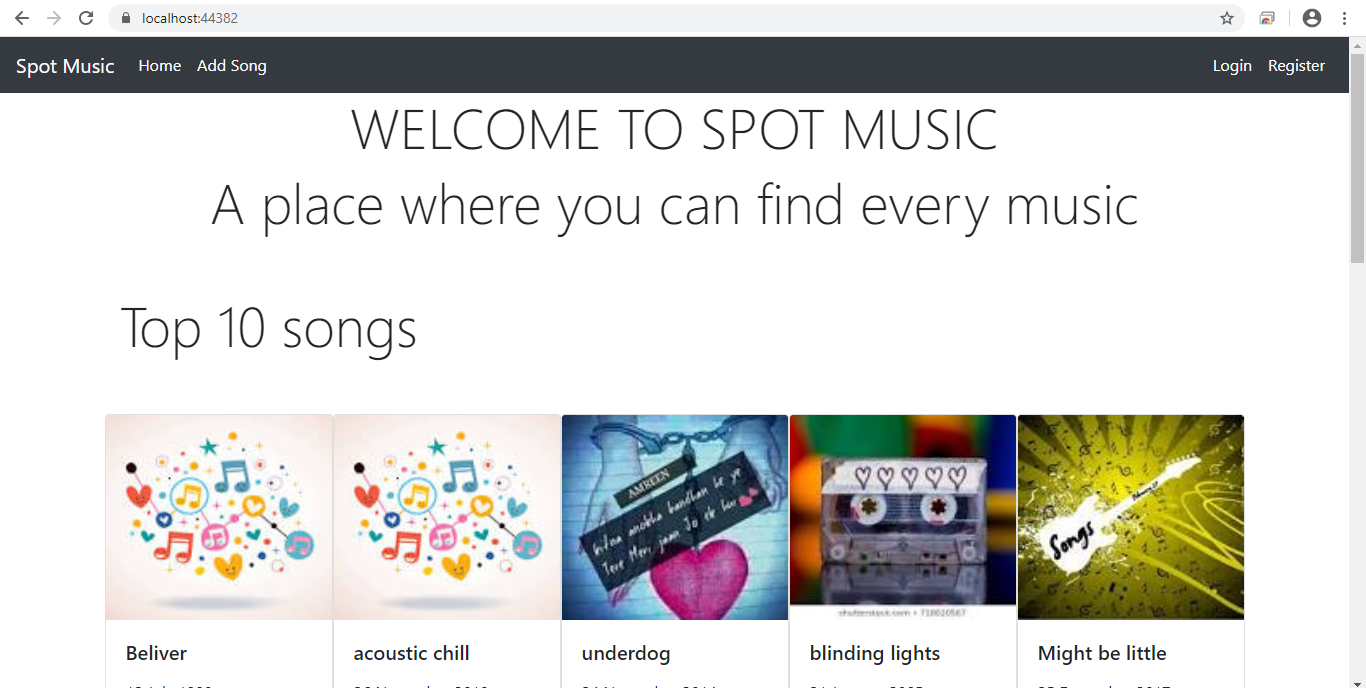 localhost:44382
Spot Music Home Add Song Login Register
WELCOME TO SPOT MUSIC
A place where you can find every music
Top 10 songs
AMREEN
kitna anokha bandhan he ye
Tere Meri jaan Jo ek huv
Songs
shutterstock.com • 718020567
Beliver
acoustic chill
underdog
blinding lights
Might be little